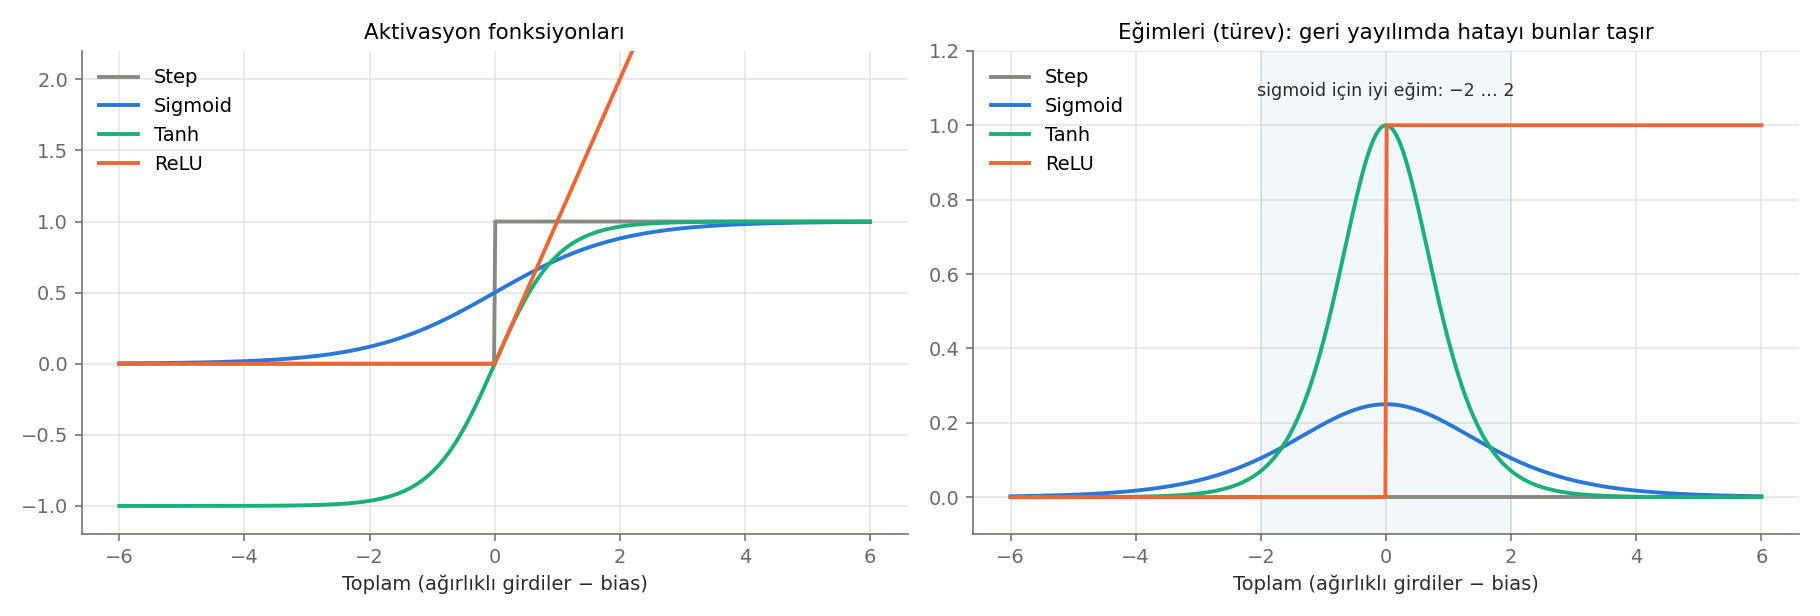 Aktivasyon fonksiyonları
Step
Sigmoid
Tanh
ReLU
2.0
1.5
1.0
0.5
0.0
−0.5
−1.0
−6 −4 −2 0 2 4 6
Toplam (ağırlıklı girdiler − bias)
Eğimleri (türev): geri yayılımda hatayı bunlar taşır
sigmoid için iyi eğim: −2 ... 2
Step
Sigmoid
Tanh
ReLU
1.2
1.0
0.8
0.6
0.4
0.2
0.0
−6 −4 −2 0 2 4 6
Toplam (ağırlıklı girdiler − bias)